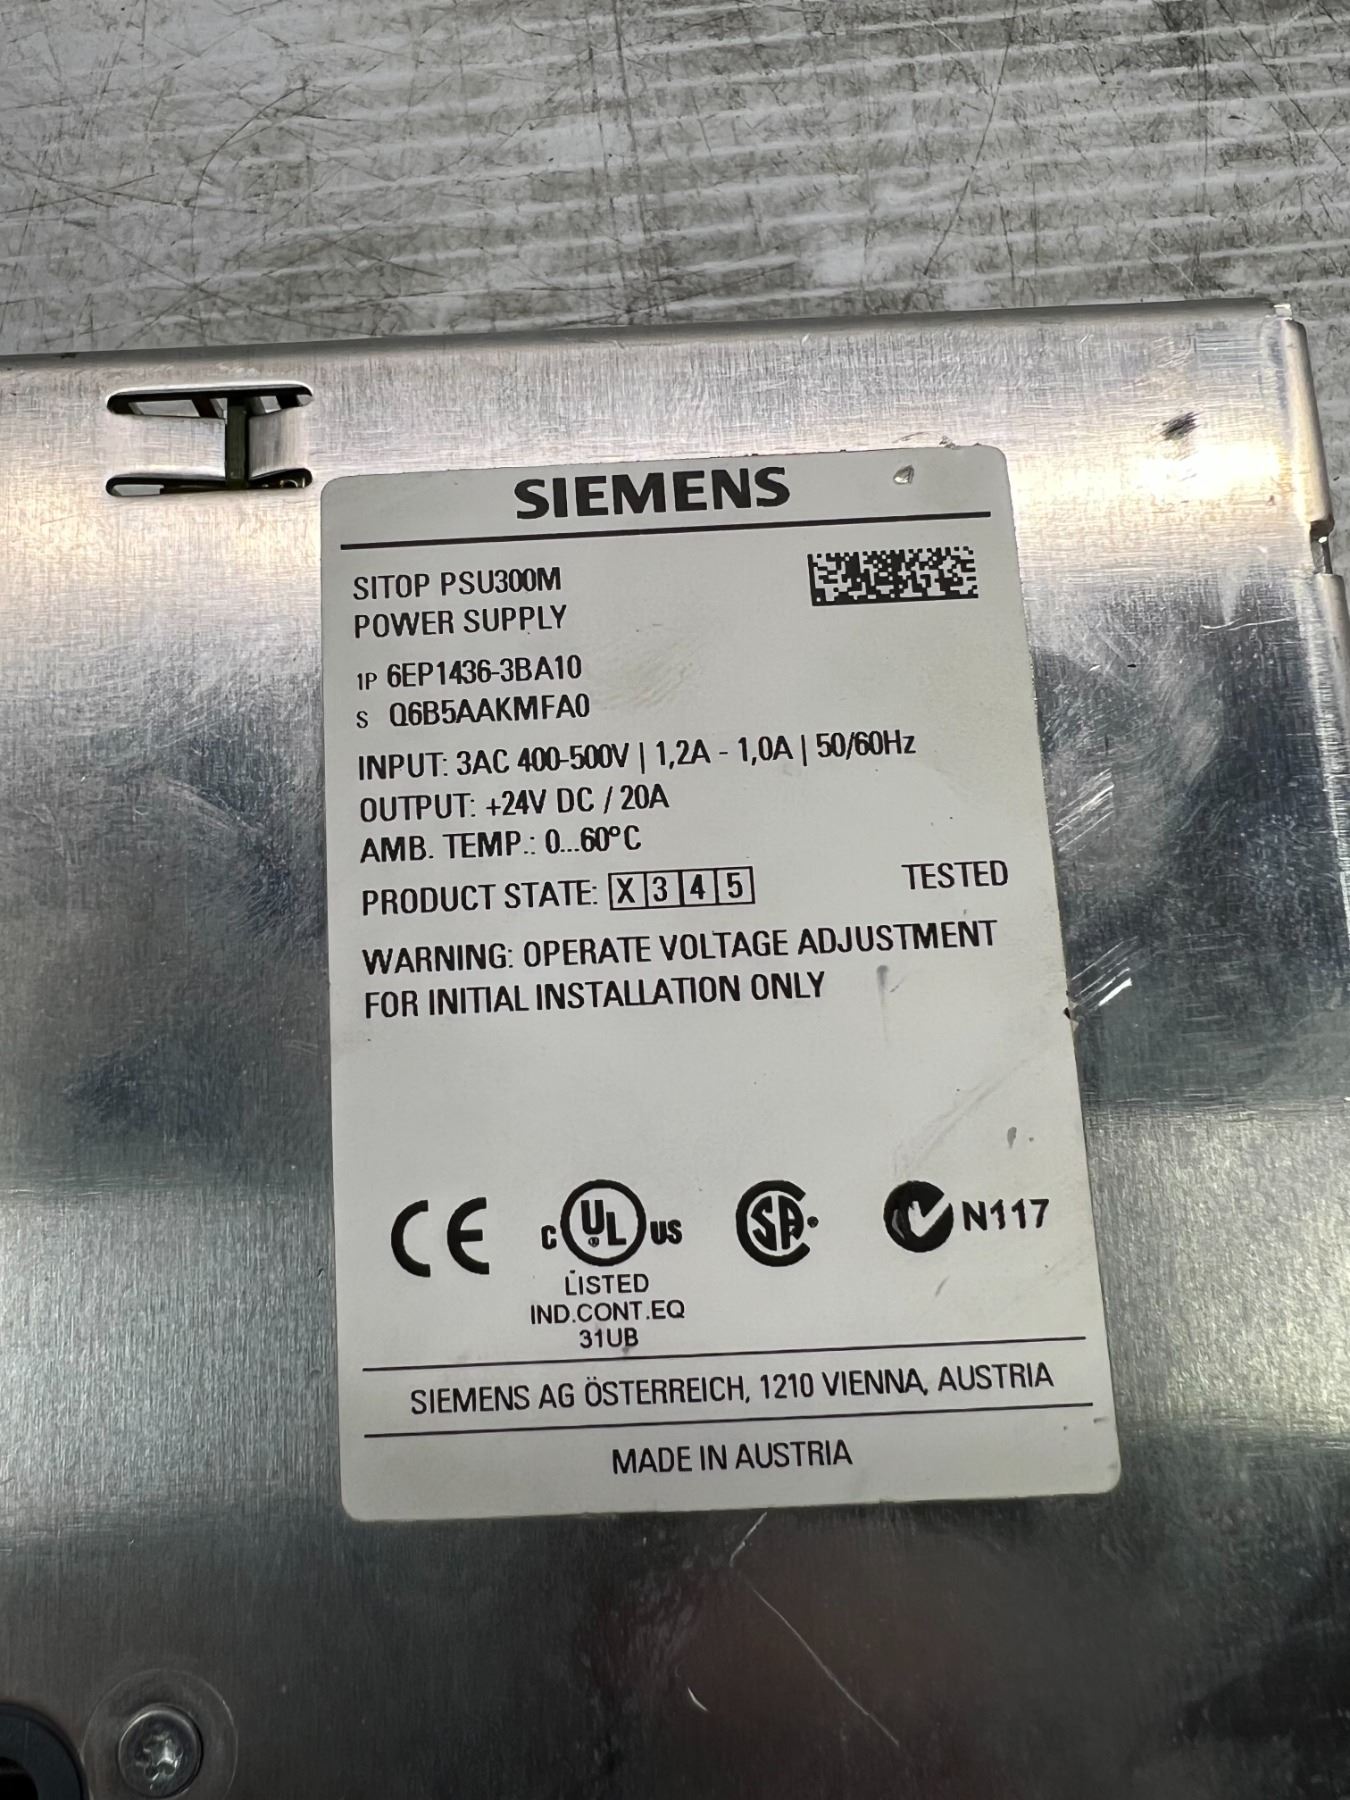 SIEMENS
SITOP PSU300M
POWER SUPPLY
1P 6EP1436-3BA10
S Q6B5AAKMFA0
INPUT: 3AC 400-500V | 1,2A - 1,0A | 50/60Hz
OUTPUT: +24V DC / 20A
AMB. TEMP.: 0...60°C
PRODUCT STATE: X 3 4 5 TESTED
WARNING: OPERATE VOLTAGE ADJUSTMENT
FOR INITIAL INSTALLATION ONLY
CE C UL ® US SA N117
LISTED
IND.CONT.EQ
31UB
SIEMENS AG ÖSTERREICH, 1210 VIENNA, AUSTRIA
MADE IN AUSTRIA